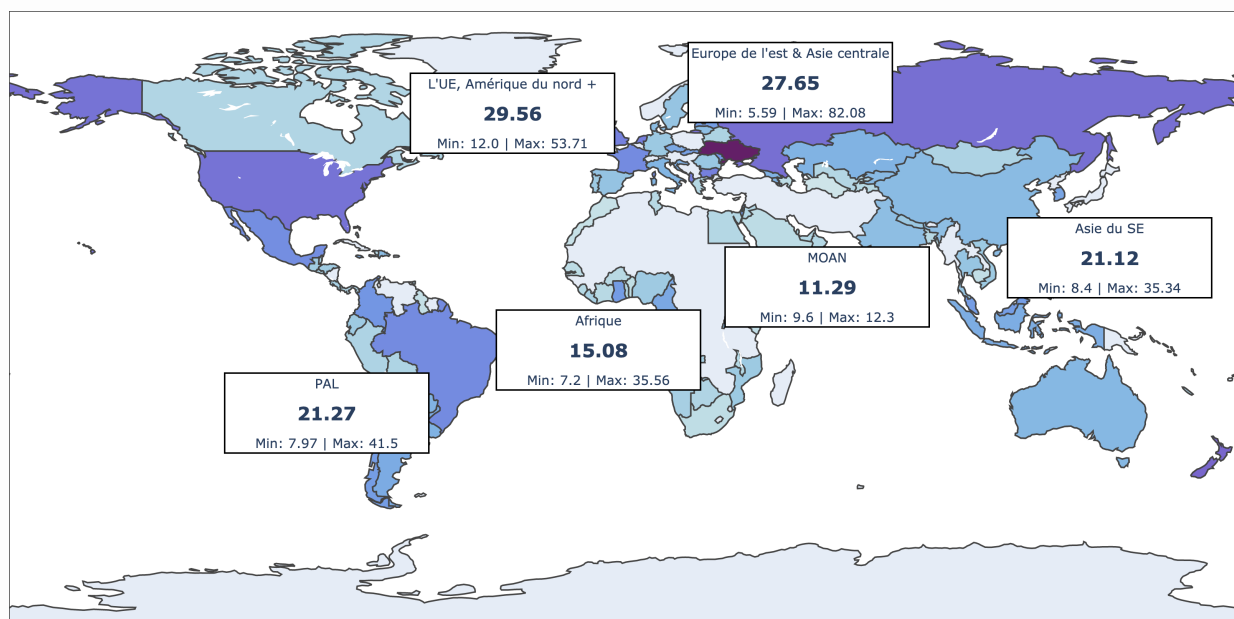 L'UE, Amérique du nord +
29.56
Min: 12.0 | Max: 53.71
Europe de l'est & Asie centrale
27.65
Min: 5.59 | Max: 82.08
Asie du SE
21.12
Min: 8.4 | Max: 35.34
MOAN
11.29
Min: 9.6 | Max: 12.3
Afrique
15.08
Min: 7.2 | Max: 35.56
PAL
21.27
Min: 7.97 | Max: 41.5